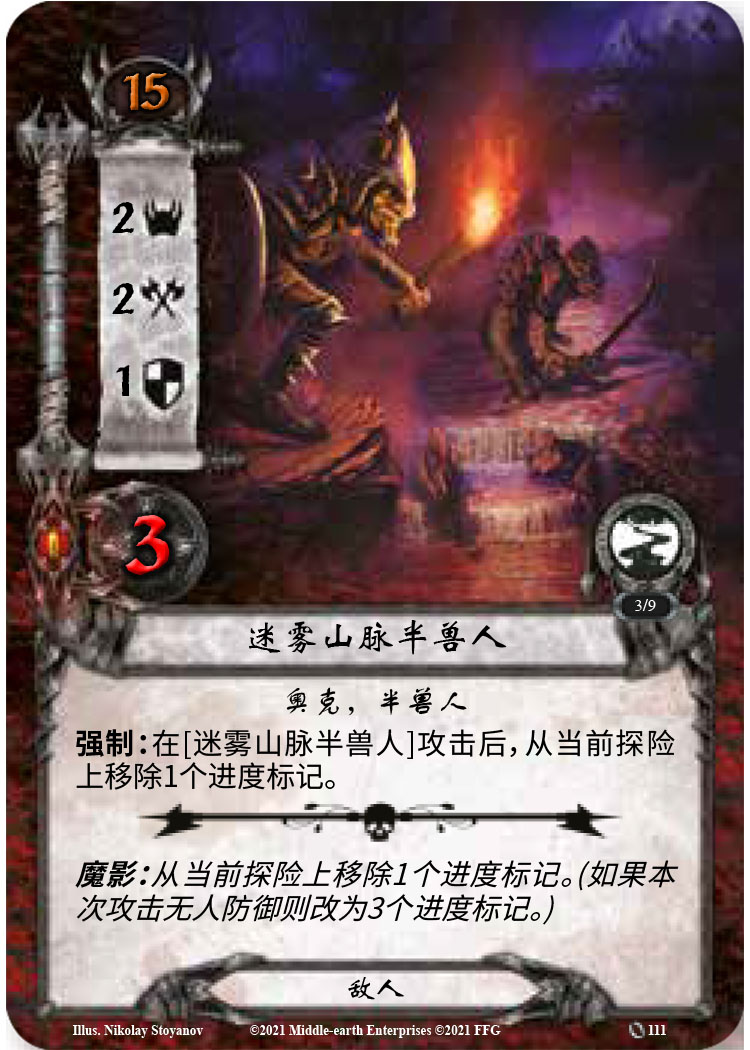 15
2
2
1
3
3/9
迷雾山脉半兽人
奥克，半兽人
强制：在[迷雾山脉半兽人]攻击后，从当前探险
上移除1个进度标记。
魔影：从当前探险上移除1个进度标记。(如果本
次攻击无人防御则改为3个进度标记。)
敌人
Illus. Nikolay Stoyanov ©2021 Middle-earth Enterprises ©2021 FFG 111